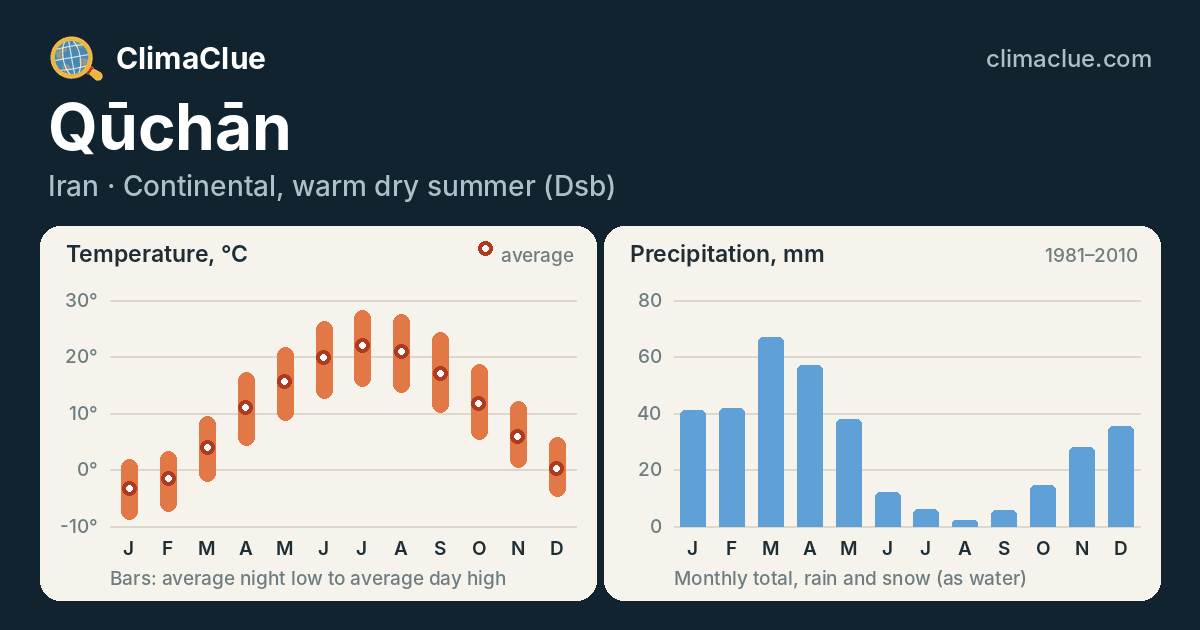 ClimaClue
climaclue.com
Qūchān
Iran · Continental, warm dry summer (Dsb)
Temperature, °C
average
30°
20°
10°
0°
-10°
J F M A M J J A S O N D
Bars: average night low to average day high
Precipitation, mm
1981–2010
80
60
40
20
0
J F M A M J J A S O N D
Monthly total, rain and snow (as water)